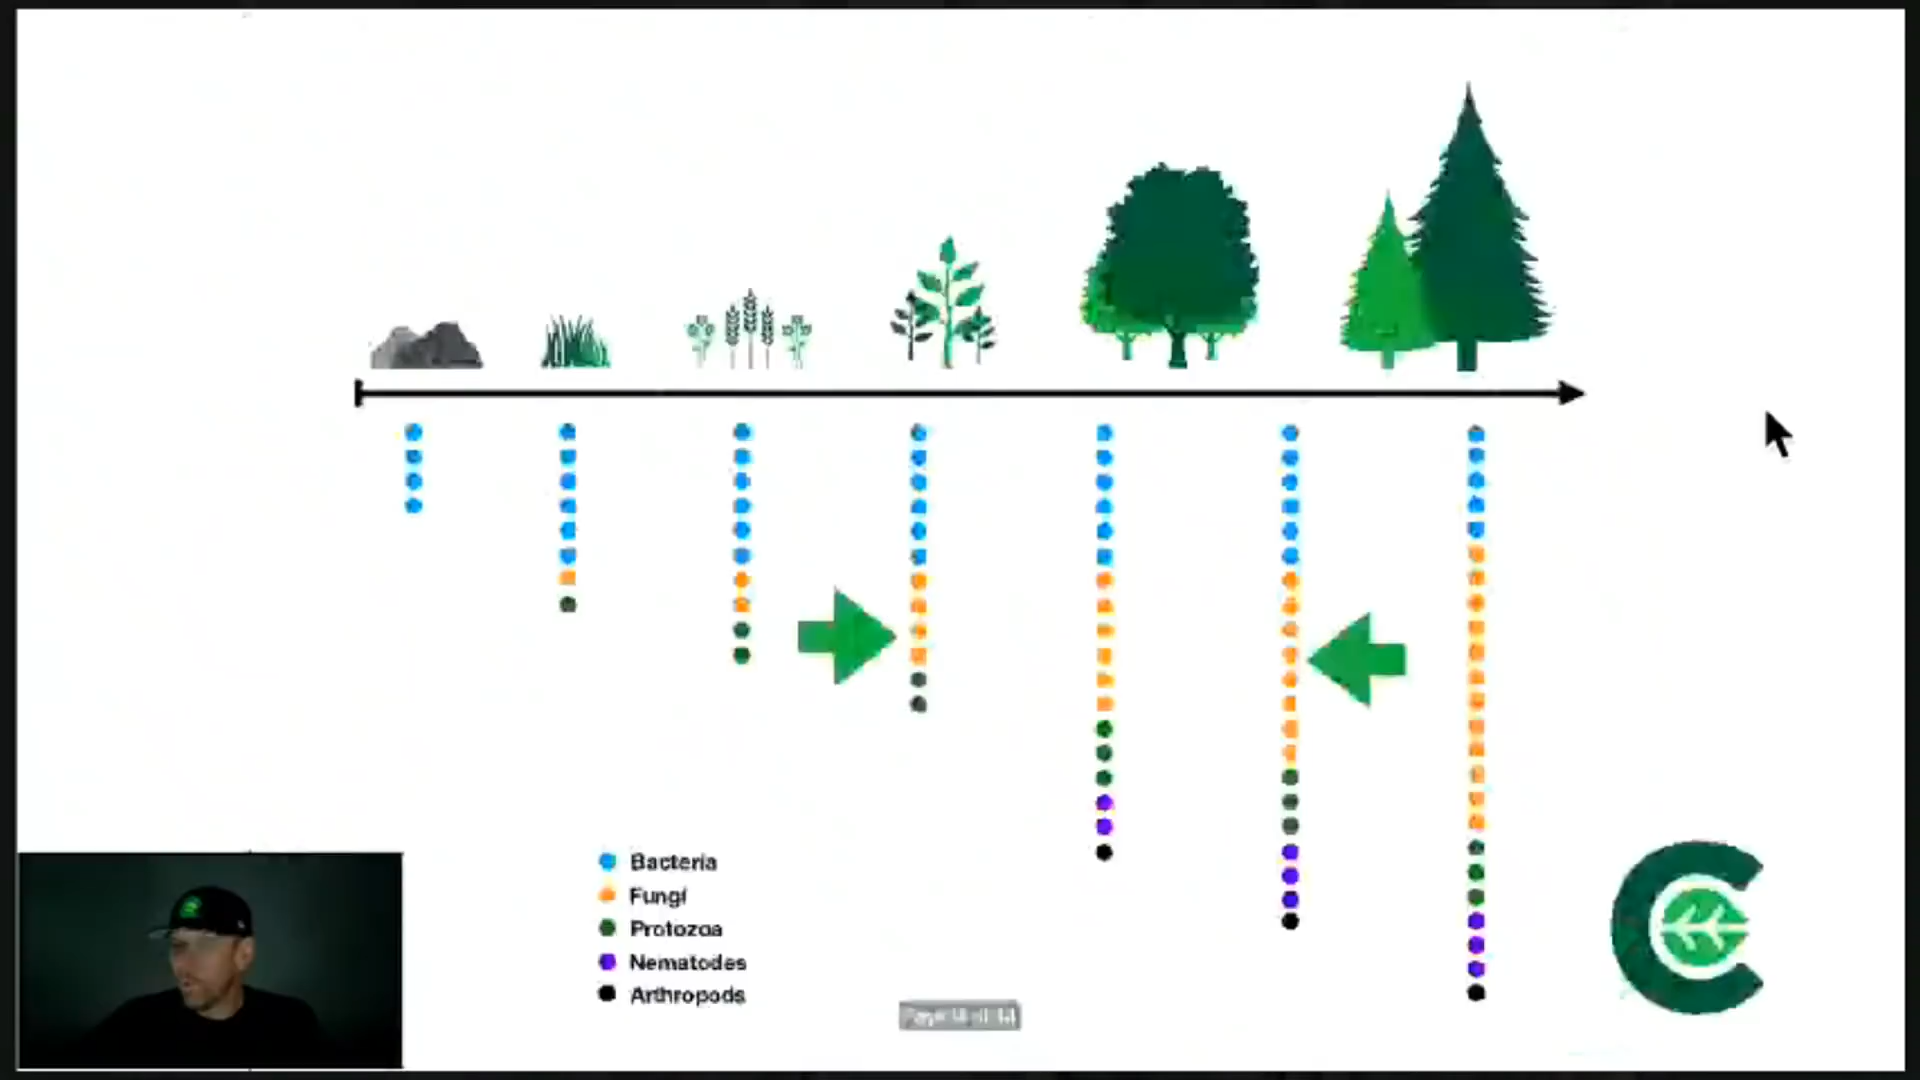 Bacteria
Fungi
Protozoa
Nematodes
Arthropods